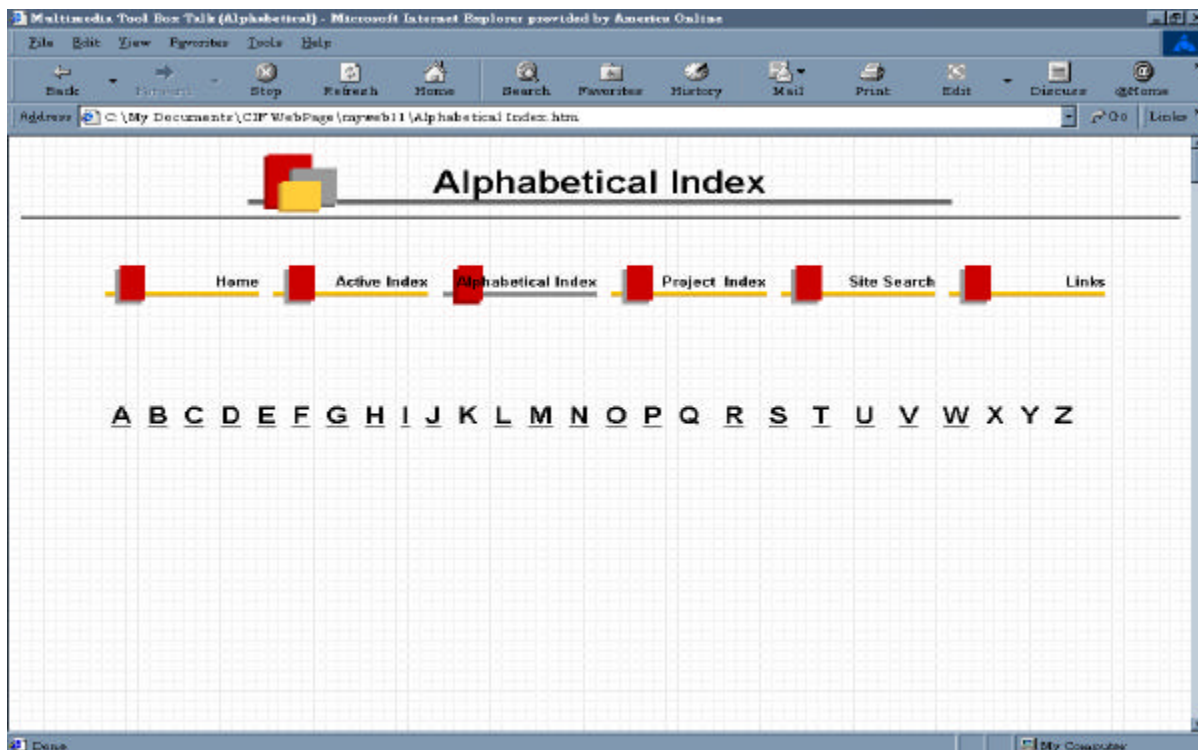 Multimedia Tool Box Talk (Alphabetical) - Microsoft Internet Explorer provided by America Online
File Edit View Favorites Tools Help
Back Forward Stop Refresh Home Search Favorites History Mail Print Edit Discuss @Home
Address C:\My Documents\CIF WebPage\myweb11\Alphabetical Index.htm Go Links
Alphabetical Index
Home Active Index Alphabetical Index Project Index Site Search Links
A B C D E F G H I J K L M N O P Q R S T U V W X Y Z
Done My Computer